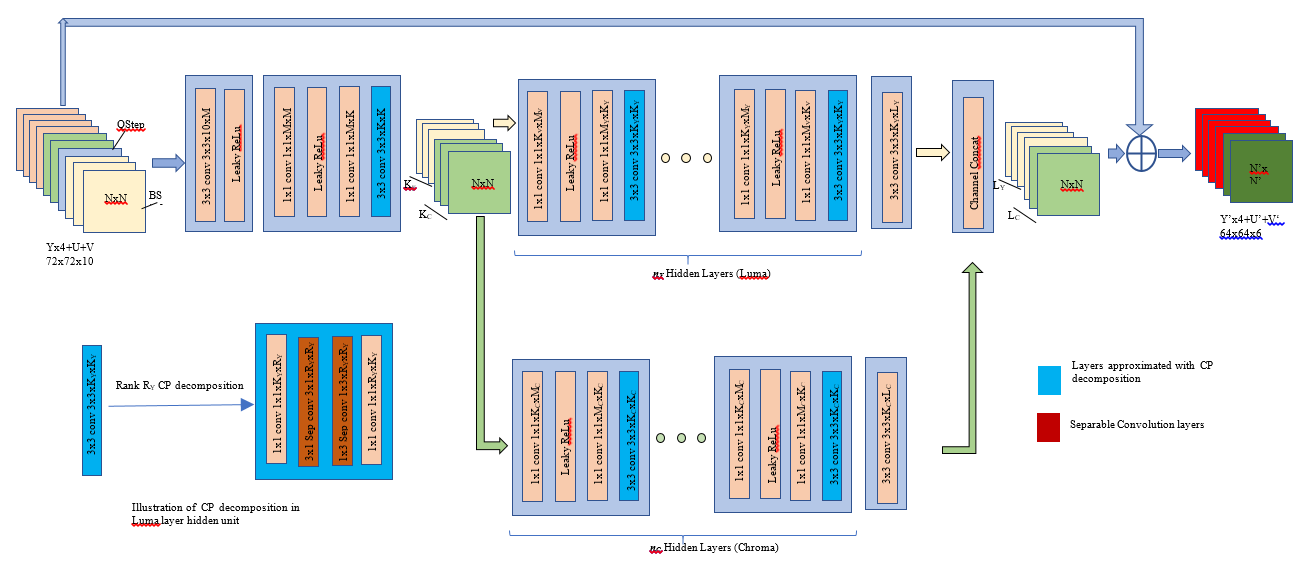 QStep
NxN
BS
Yx4+U+V
72x72x10
3x3 conv 3x3x10xM
Leaky ReLu
1x1 conv 1x1xMxM
Leaky ReLu
1x1 conv 1x1xMxK
3x3 conv 3x3xKxK
NxN
KC
1x1 conv 1x1xKYxMY
Leaky ReLu
1x1 conv 1x1xMYxKY
3x3 conv 3x3xKYxKY
1x1 conv 1x1xKYxMY
Leaky ReLu
1x1 conv 1x1xMYxKY
3x3 conv 3x3xKYxKY
3x3 conv 3x3xKYxLY
nY Hidden Layers (Luma)
Channel Concat
LY
LC
NxN
N'x
N'
Y'x4+U'+V'
64x64x6
3x3 conv 3x3xKYxKY
Rank RY CP decomposition
1x1 conv 1x1xKYxRY
3x1 Sep conv 3x1xRYxRY
1x3 Sep conv 1x3xRYxRY
1x1 conv 1x1xRYxKY
Illustration of CP decomposition in
Luma layer hidden unit
1x1 conv 1x1xKCxMC
Leaky ReLu
1x1 conv 1x1xMCxKC
3x3 conv 3x3xKCxKC
1x1 conv 1x1xKCxMC
Leaky ReLu
1x1 conv 1x1xMCxKC
3x3 conv 3x3xKCxKC
3x3 conv 3x3xKCxLC
nC Hidden Layers (Chroma)
Layers approximated with CP
decomposition
Separable Convolution layers